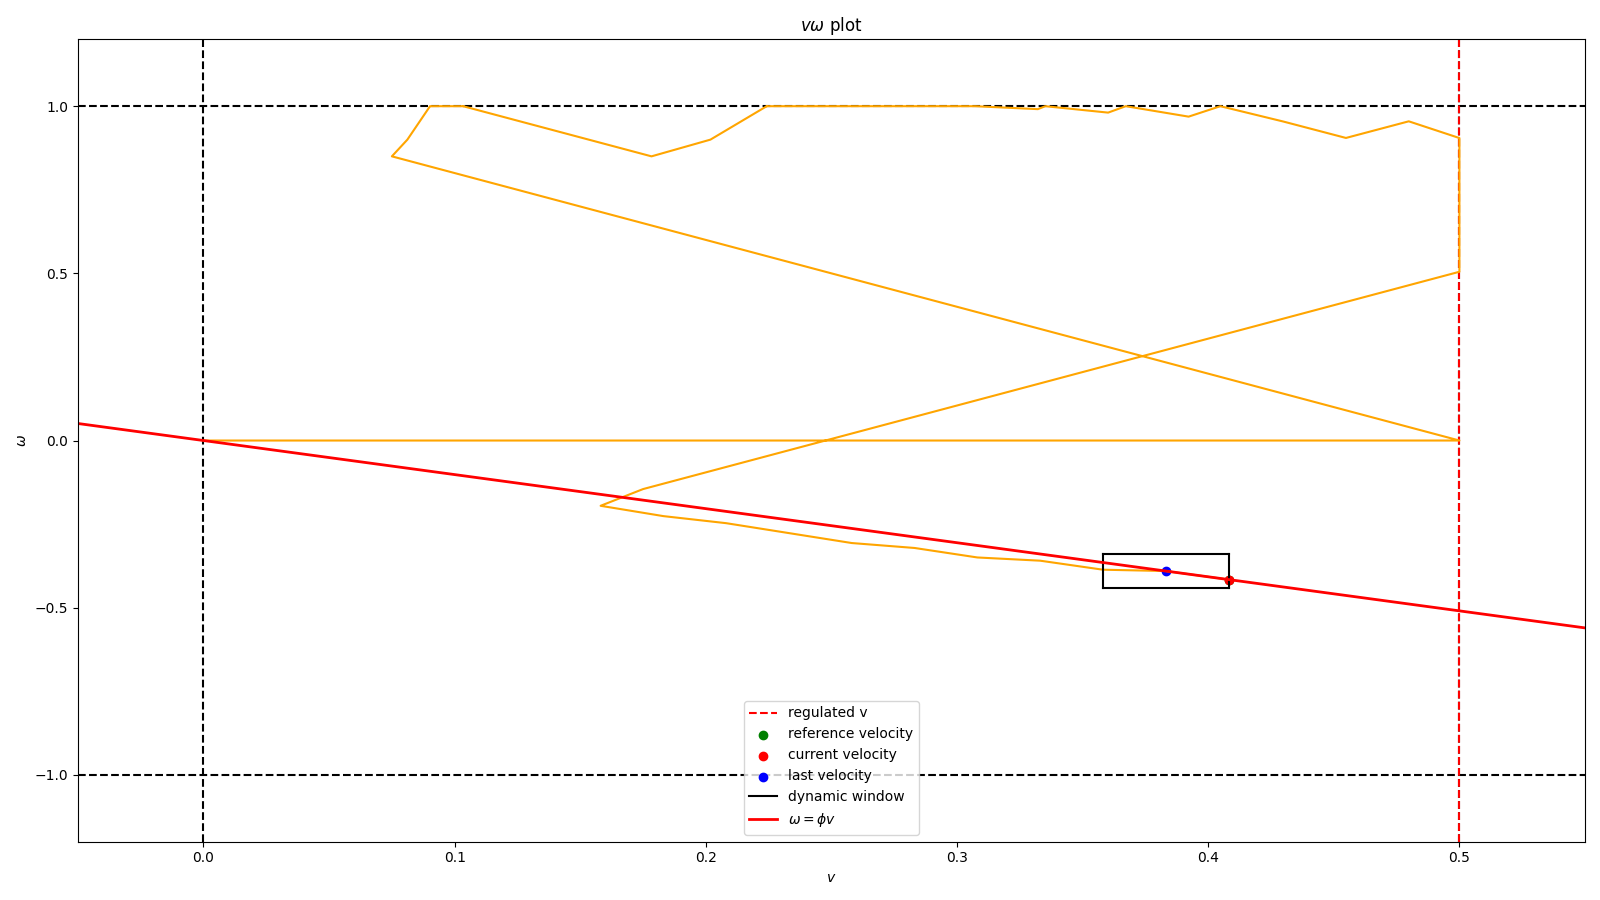 vω plot
1.0
0.5
0.0
−0.5
−1.0
ω
0.0 0.1 0.2 0.3 0.4 0.5
v
regulated v
reference velocity
current velocity
last velocity
dynamic window
ω = ϕv